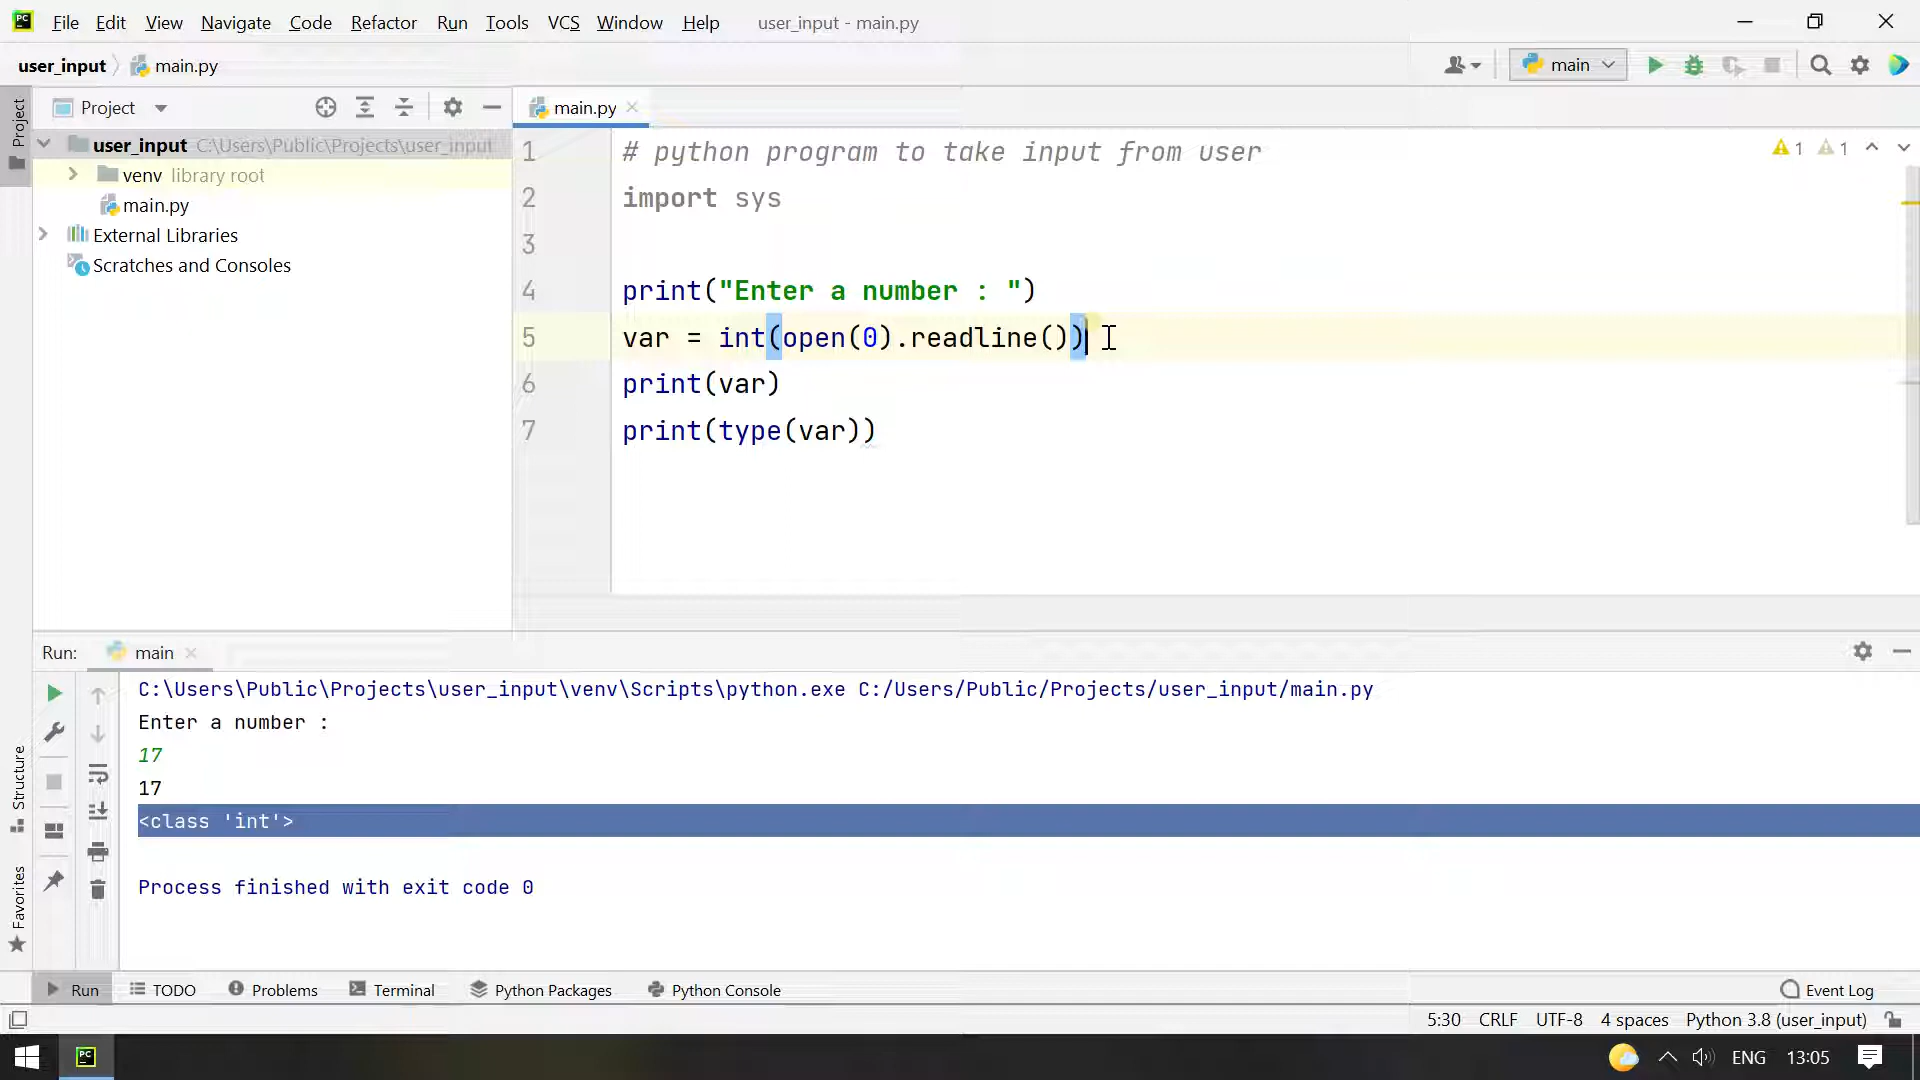 PC File Edit View Navigate Code Refactor Run Tools VCS Window Help user_input - main.py
user_input main.py main
Project main.py
Project
user_input C:\Users\Public\Projects\user_input
venv library root
main.py
External Libraries
Scratches and Consoles
1 # python program to take input from user
2 import sys
3
4 print("Enter a number : ")
5 var = int(open(0).readline())
6 print(var)
7 print(type(var))
1 1
Run: main
C:\Users\Public\Projects\user_input\venv\Scripts\python.exe C:/Users/Public/Projects/user_input/main.py
Enter a number :
17
17
<class 'int'>
Process finished with exit code 0
Structure
Favorites
Run TODO Problems Terminal Python Packages Python Console Event Log
5:30 CRLF UTF-8 4 spaces Python 3.8 (user_input)
PC ENG 13:05